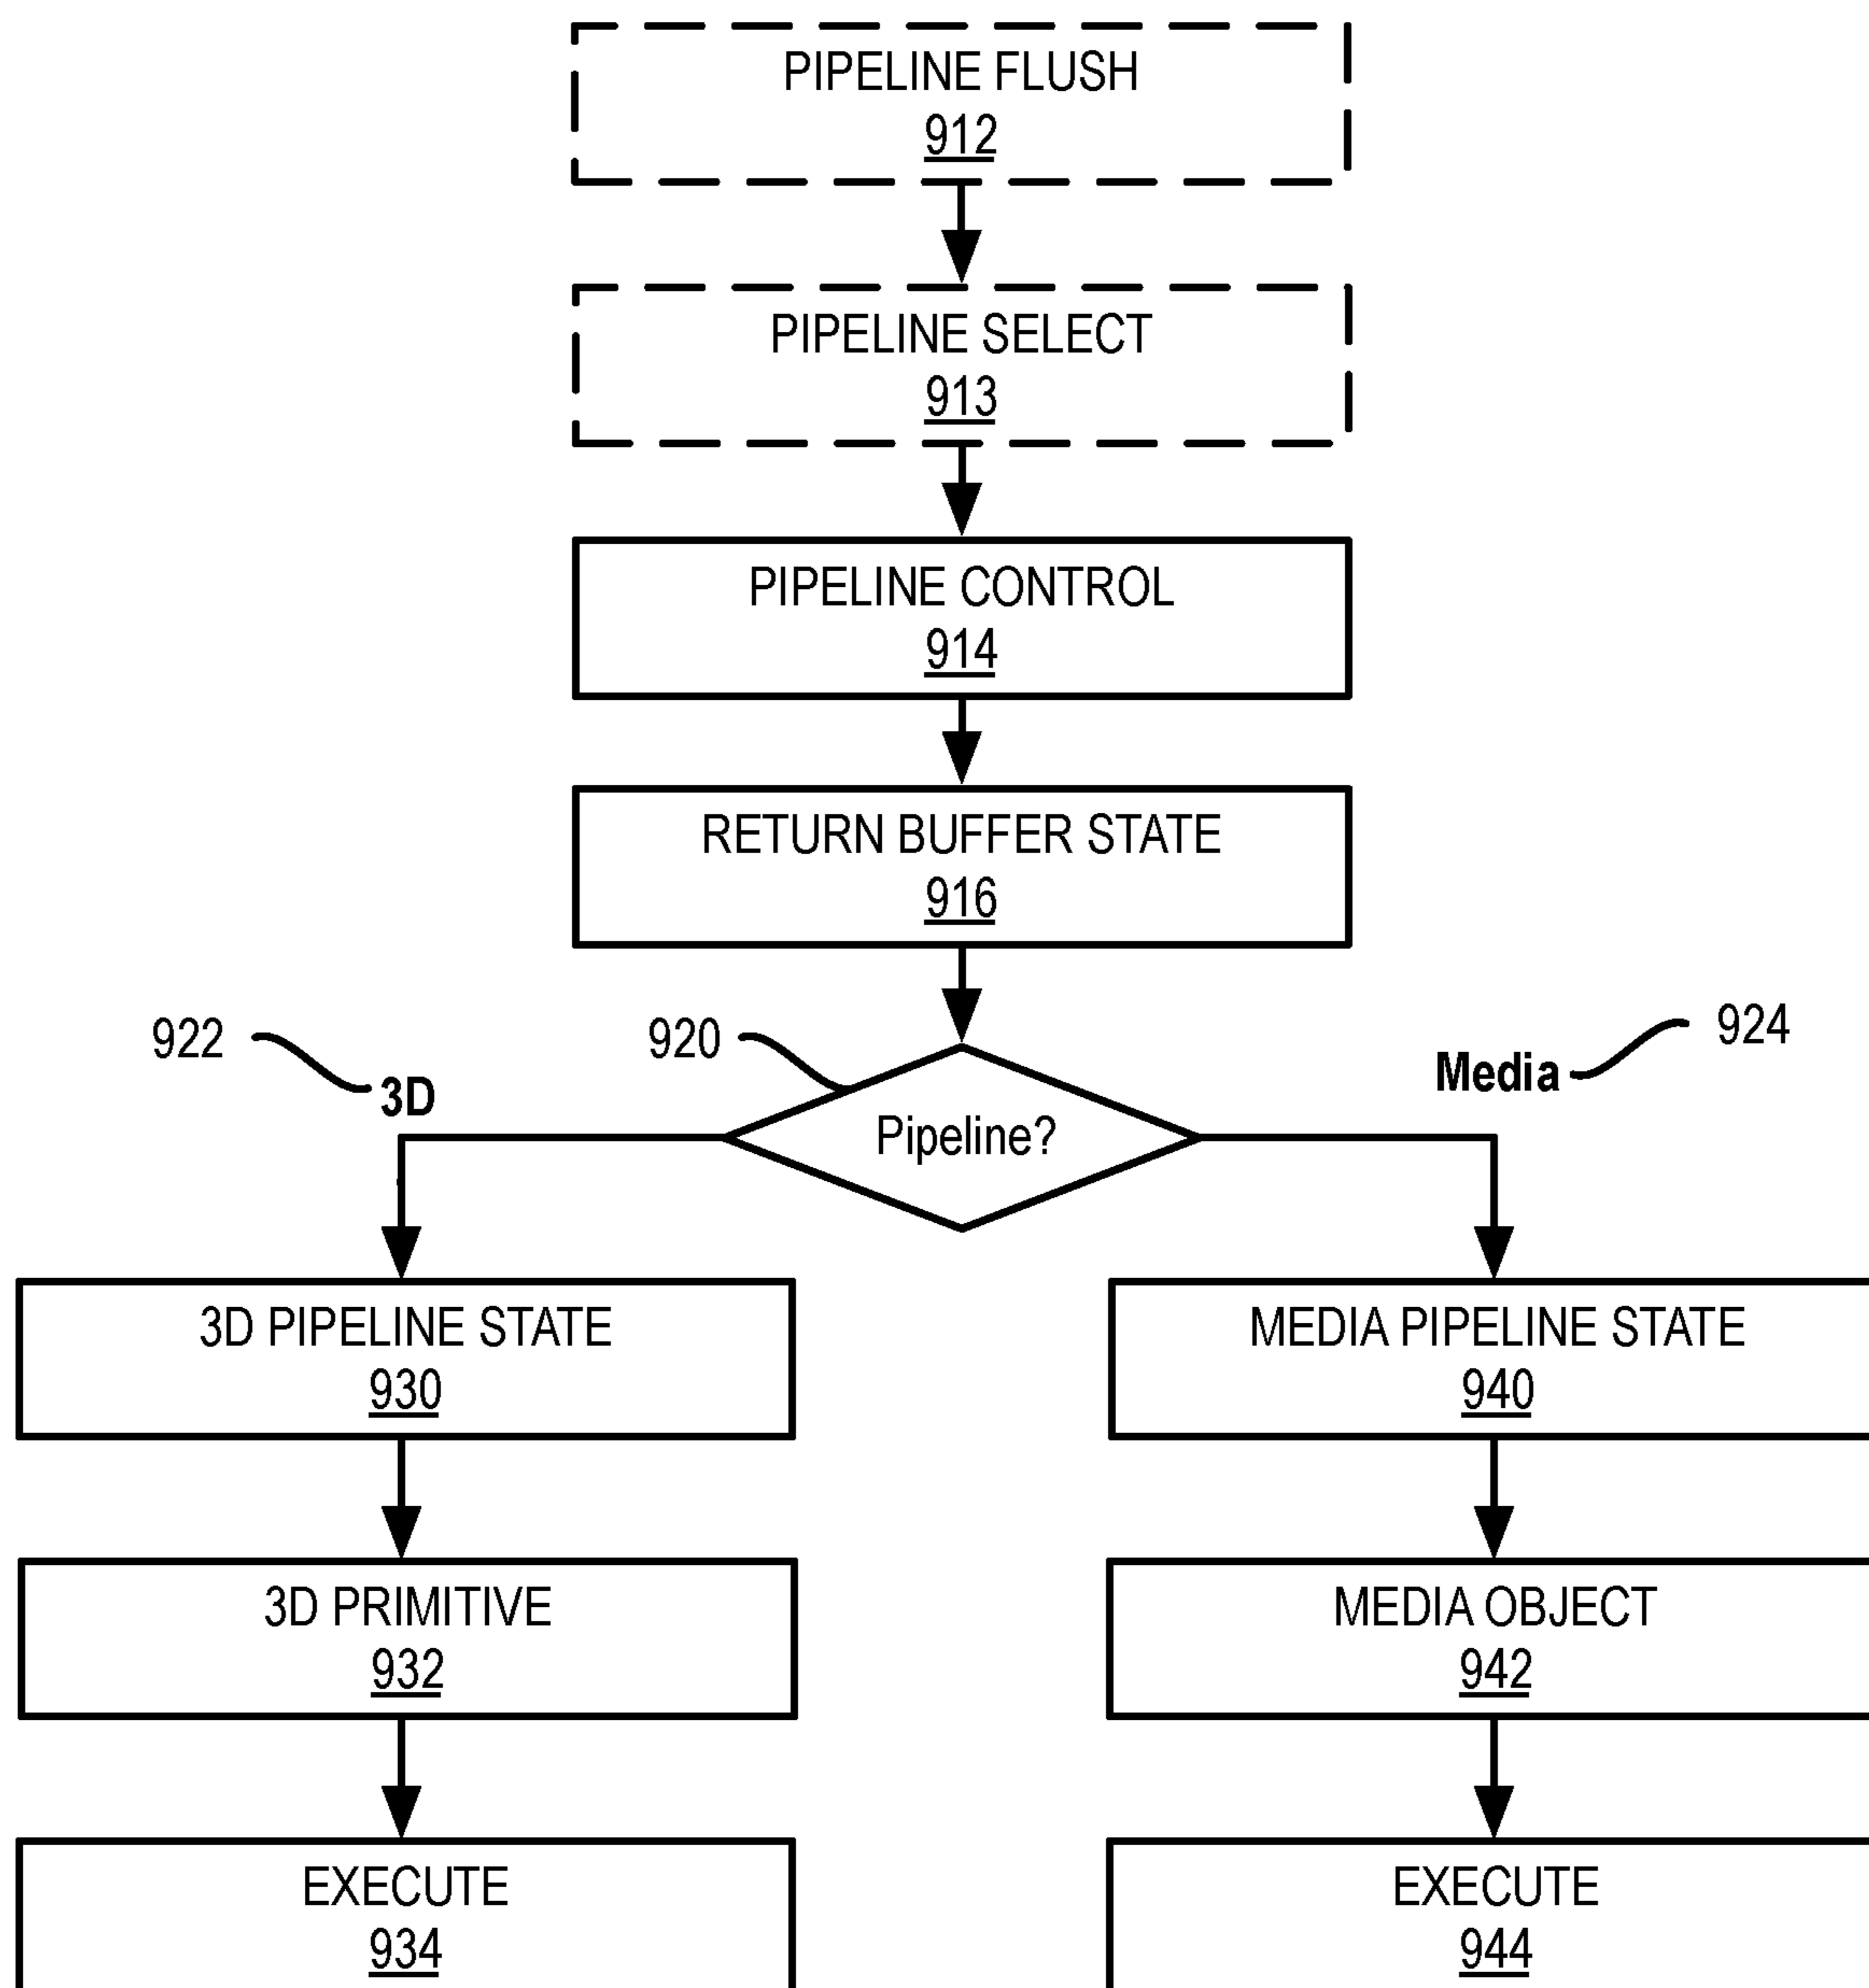 PIPELINE FLUSH
912
PIPELINE SELECT
913
PIPELINE CONTROL
914
RETURN BUFFER STATE
916
922
920
924
3D
Media
Pipeline?
3D PIPELINE STATE
930
MEDIA PIPELINE STATE
940
3D PRIMITIVE
932
MEDIA OBJECT
942
EXECUTE
934
EXECUTE
944